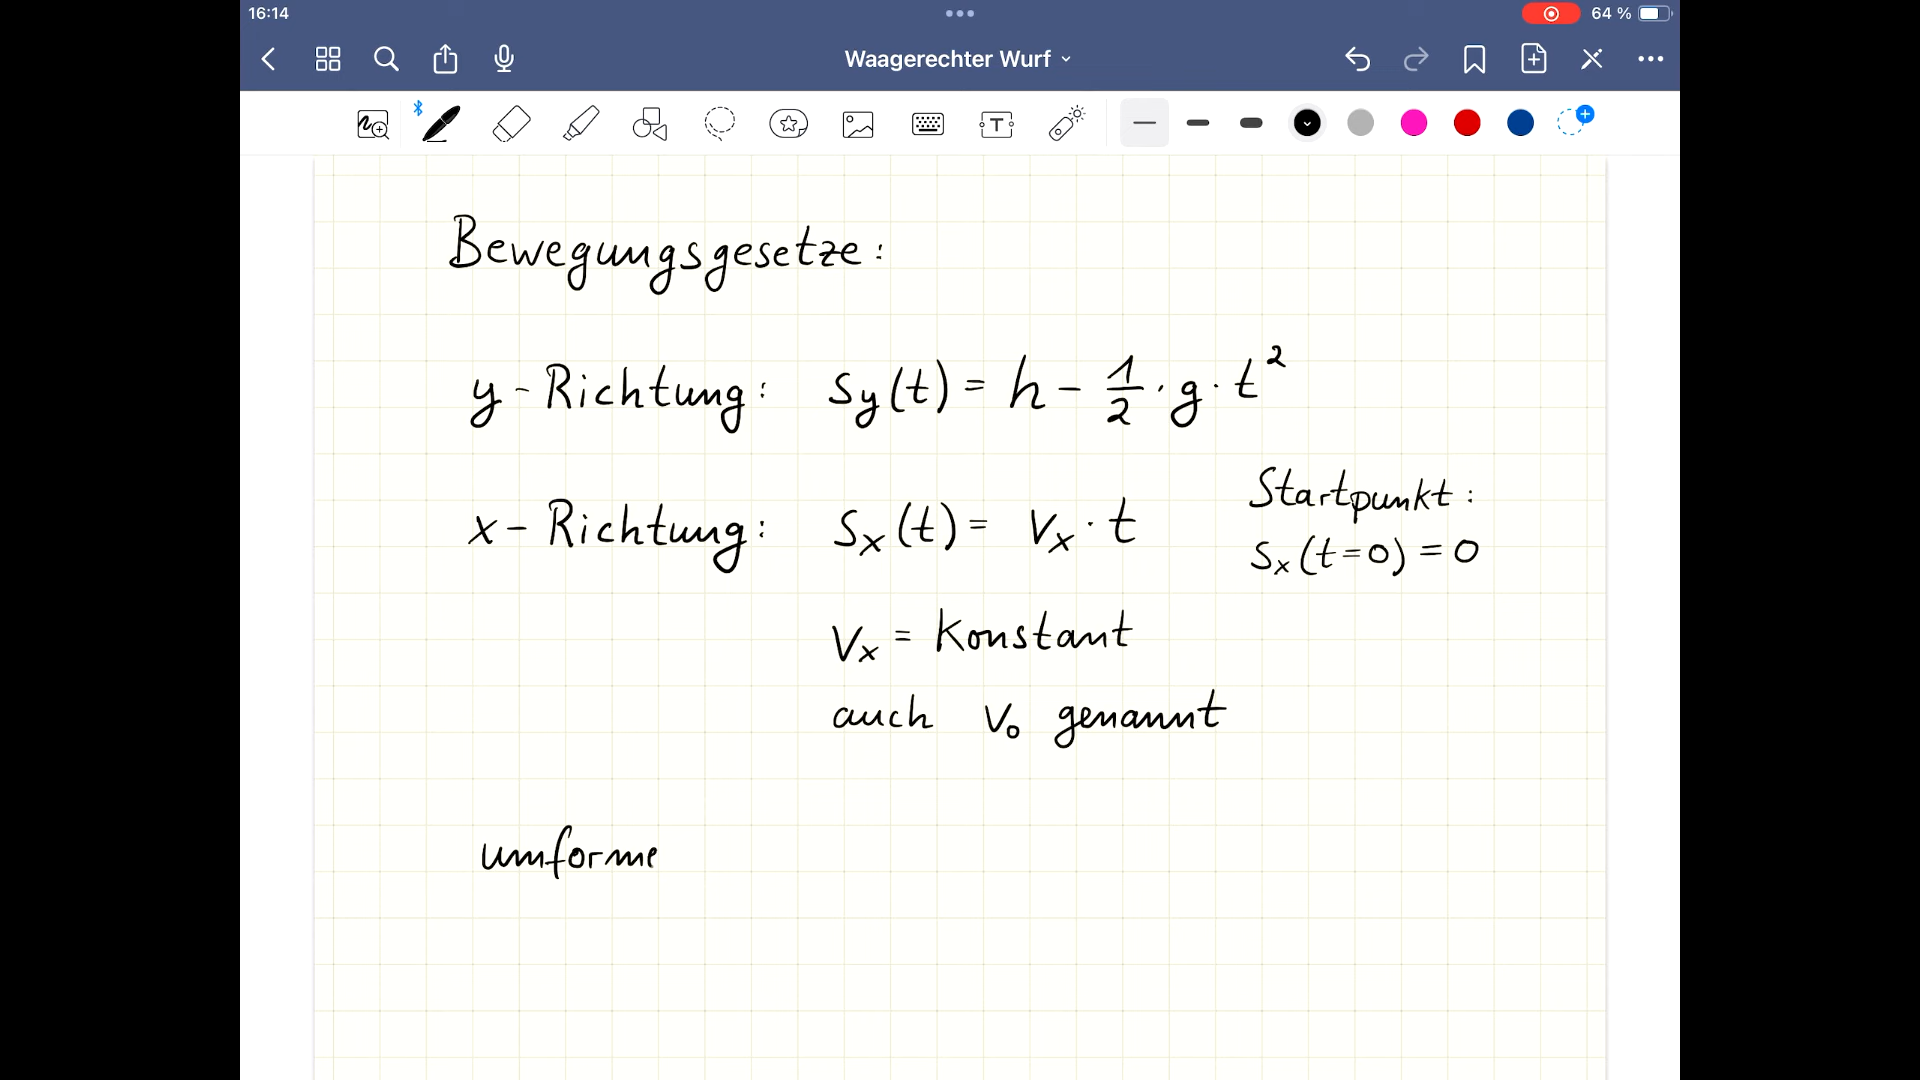 16:14
64 %
Waagerechter Wurf
T
Bewegungsgesetze:
y-Richtung: sy(t) = h - 1/2 · g · t²
x-Richtung: sx(t) = vx · t
Startpunkt:
sx(t=0) = 0
vx = konstant
auch v₀ genannt
umforme